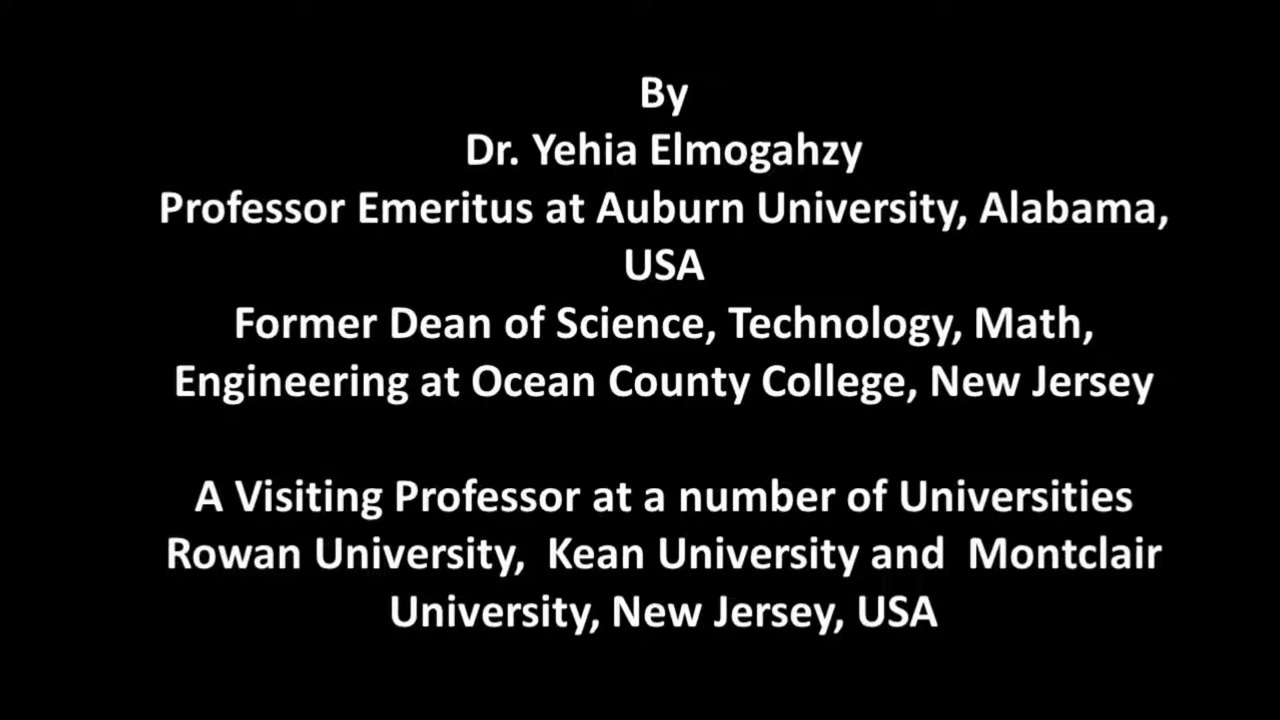 By
Dr. Yehia Elmogahzy
Professor Emeritus at Auburn University, Alabama,
USA
Former Dean of Science, Technology, Math,
Engineering at Ocean County College, New Jersey
A Visiting Professor at a number of Universities
Rowan University, Kean University and Montclair
University, New Jersey, USA